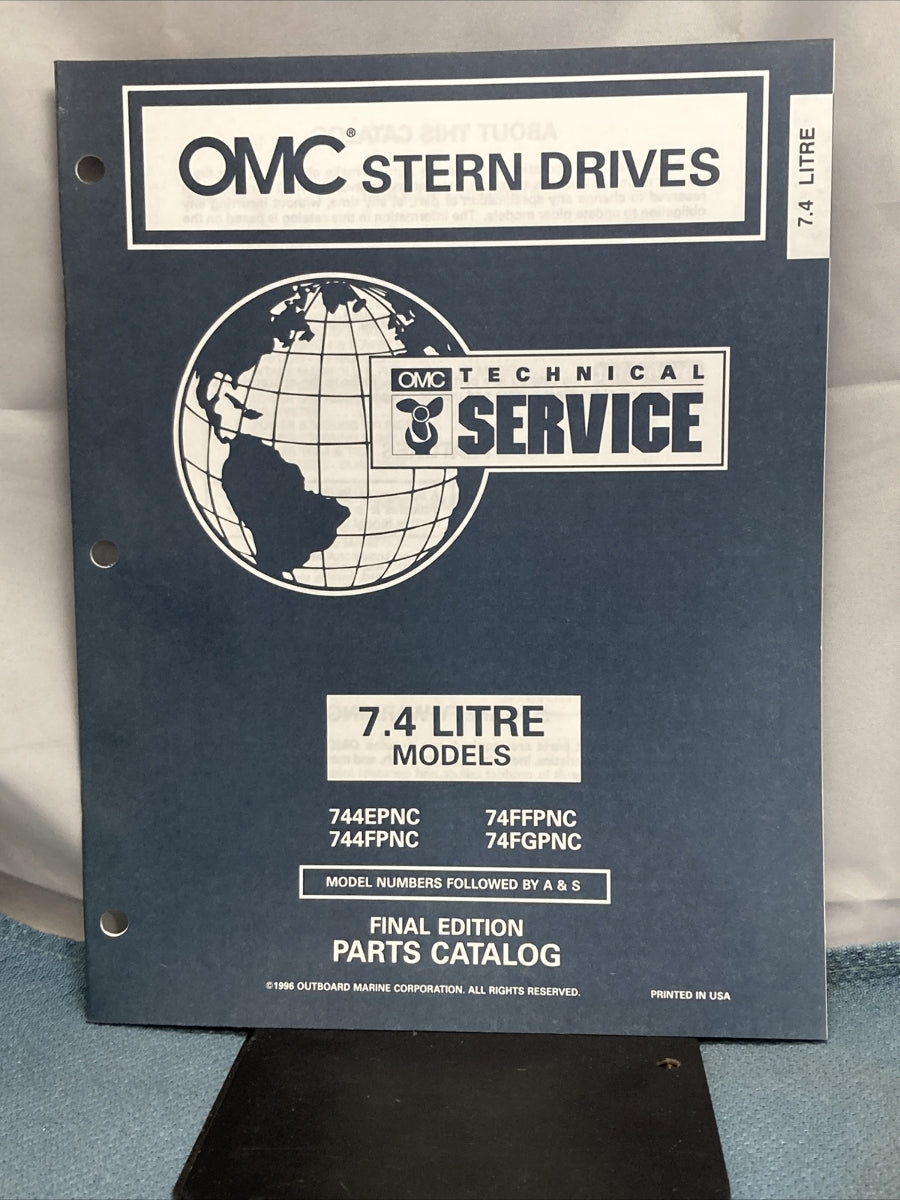 OMC® STERN DRIVES
7.4 LITRE
OMC TECHNICAL
SERVICE
7.4 LITRE
MODELS
744EPNC 74FFPNC
744FPNC 74FGPNC
MODEL NUMBERS FOLLOWED BY A & S
FINAL EDITION
PARTS CATALOG
©1996 OUTBOARD MARINE CORPORATION. ALL RIGHTS RESERVED. PRINTED IN USA